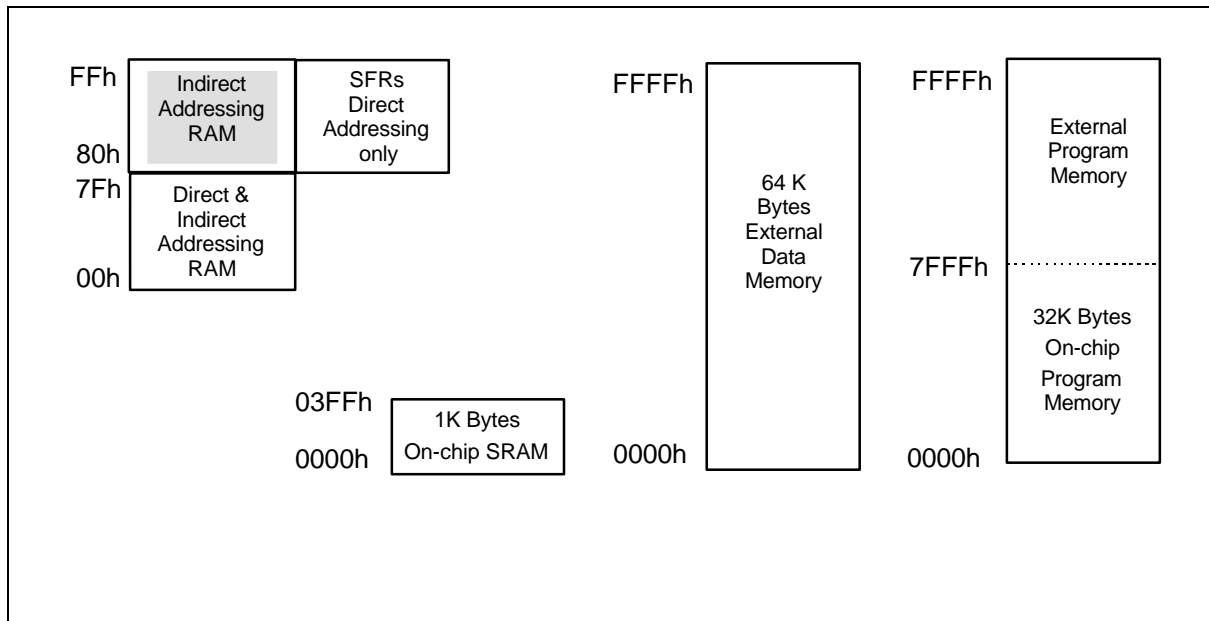 FFh
Indirect
Addressing
RAM
80h
SFRs
Direct
Addressing
only
7Fh
Direct &
Indirect
Addressing
RAM
00h
03FFh
1K Bytes
On-chip SRAM
0000h
FFFFh
64 K
Bytes
External
Data
Memory
0000h
FFFFh
External
Program
Memory
7FFFh
32K Bytes
On-chip
Program
Memory
0000h